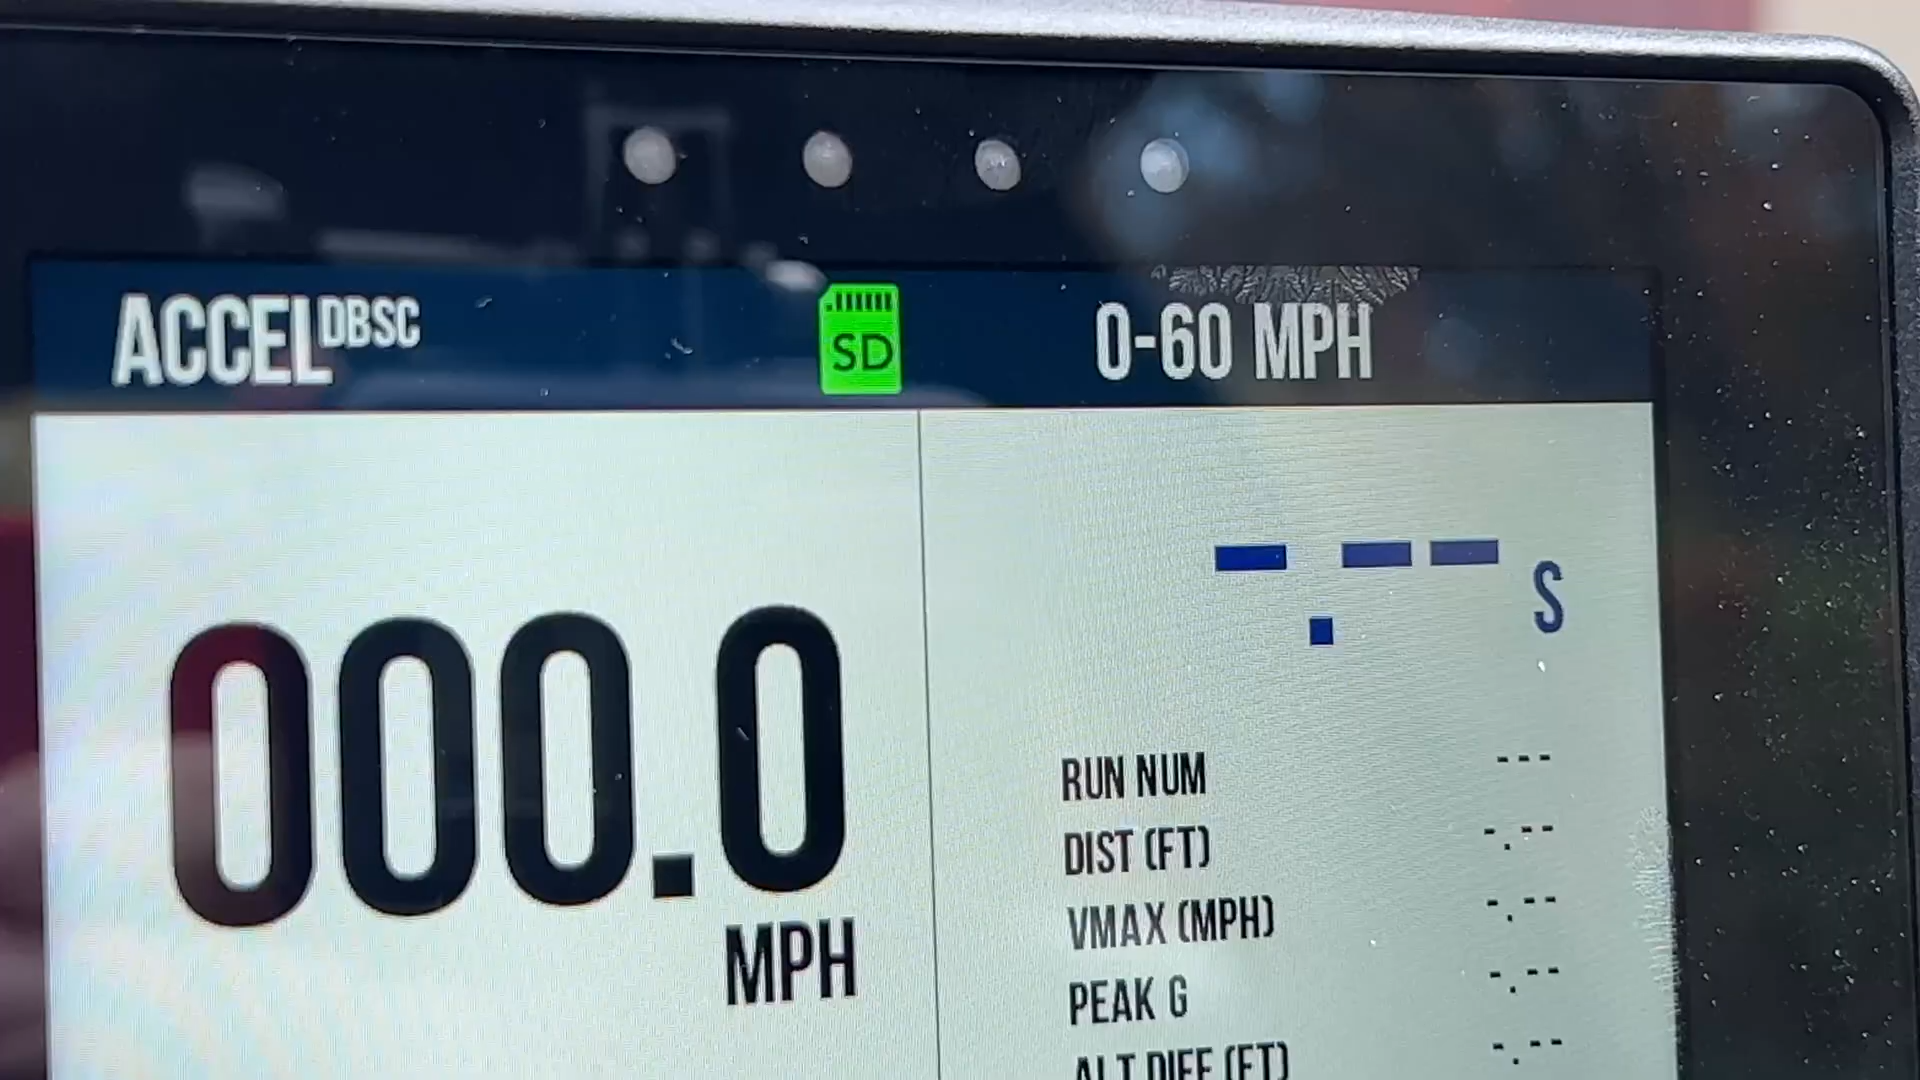 ACCEL DBSC
SD
0-60 MPH
-.-- S
000.0
MPH
RUN NUM ---
DIST (FT) -.--
VMAX (MPH) -.--
PEAK G -.--
ALT DIFF (FT) -.--